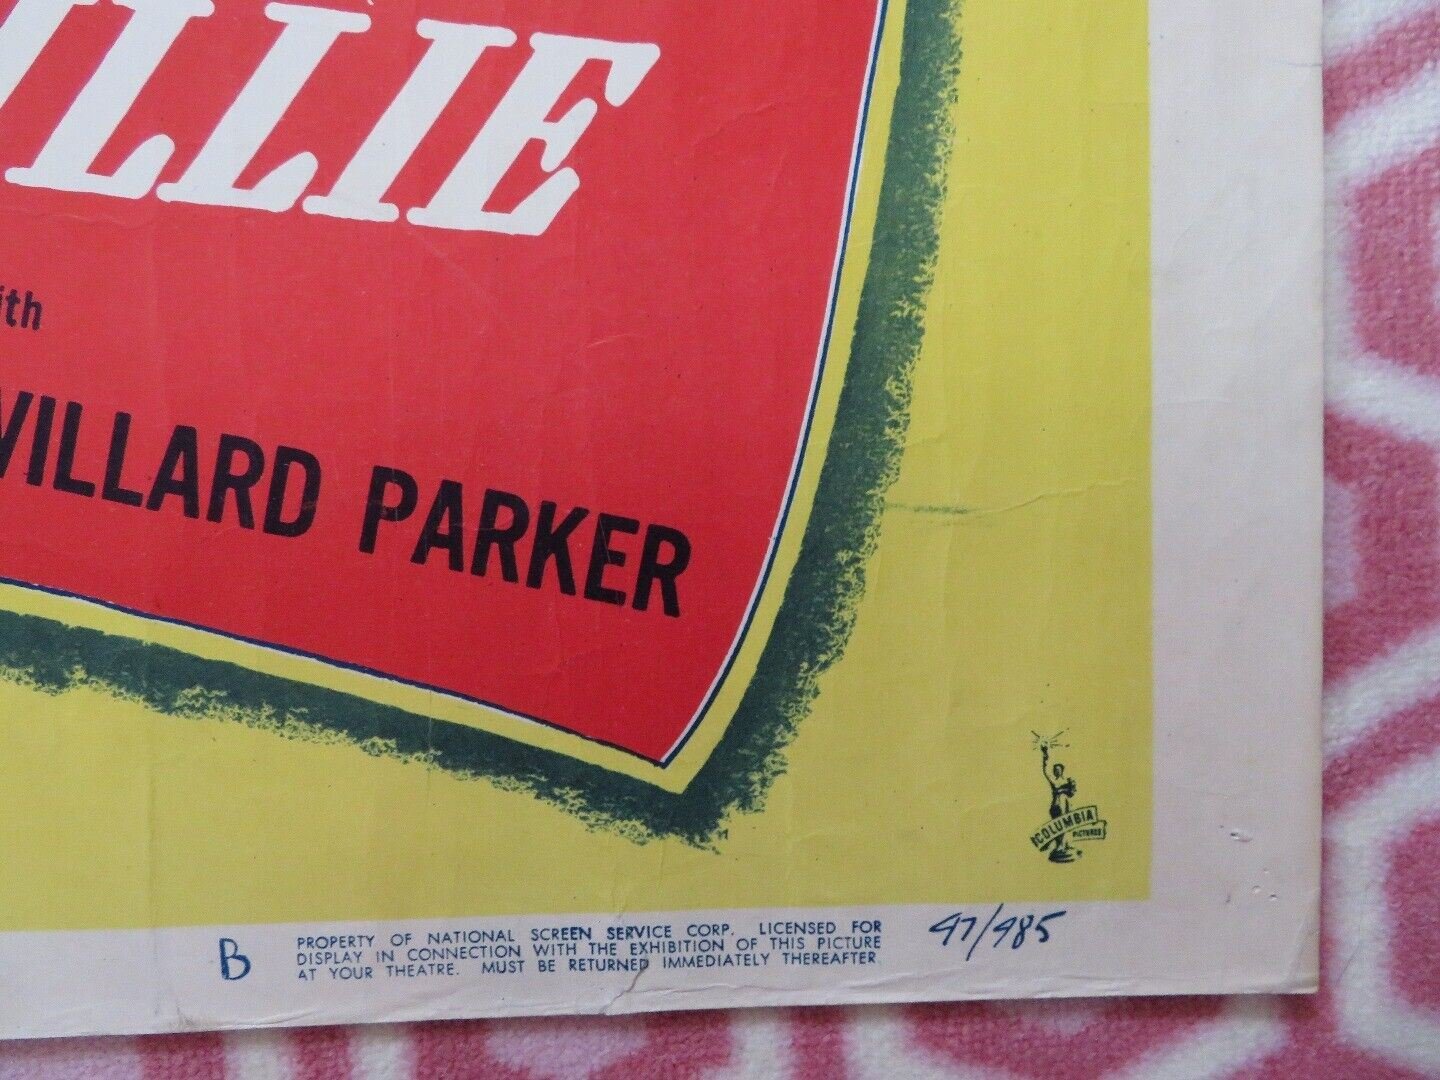 ILLIE
ith
WILLARD PARKER
COLUMBIA
PICTURES
B
PROPERTY OF NATIONAL SCREEN SERVICE CORP. LICENSED FOR
DISPLAY IN CONNECTION WITH THE EXHIBITION OF THIS PICTURE
AT YOUR THEATRE. MUST BE RETURNED IMMEDIATELY THEREAFTER
47/485